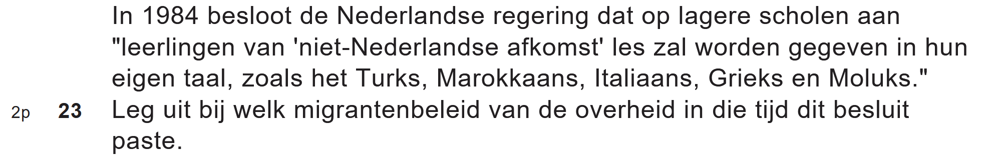 In 1984 besloot de Nederlandse regering dat op lagere scholen aan
"leerlingen van 'niet-Nederlandse afkomst' les zal worden gegeven in hun
eigen taal, zoals het Turks, Marokkaans, Italiaans, Grieks en Moluks."
2p 23 Leg uit bij welk migrantenbeleid van de overheid in die tijd dit besluit
paste.